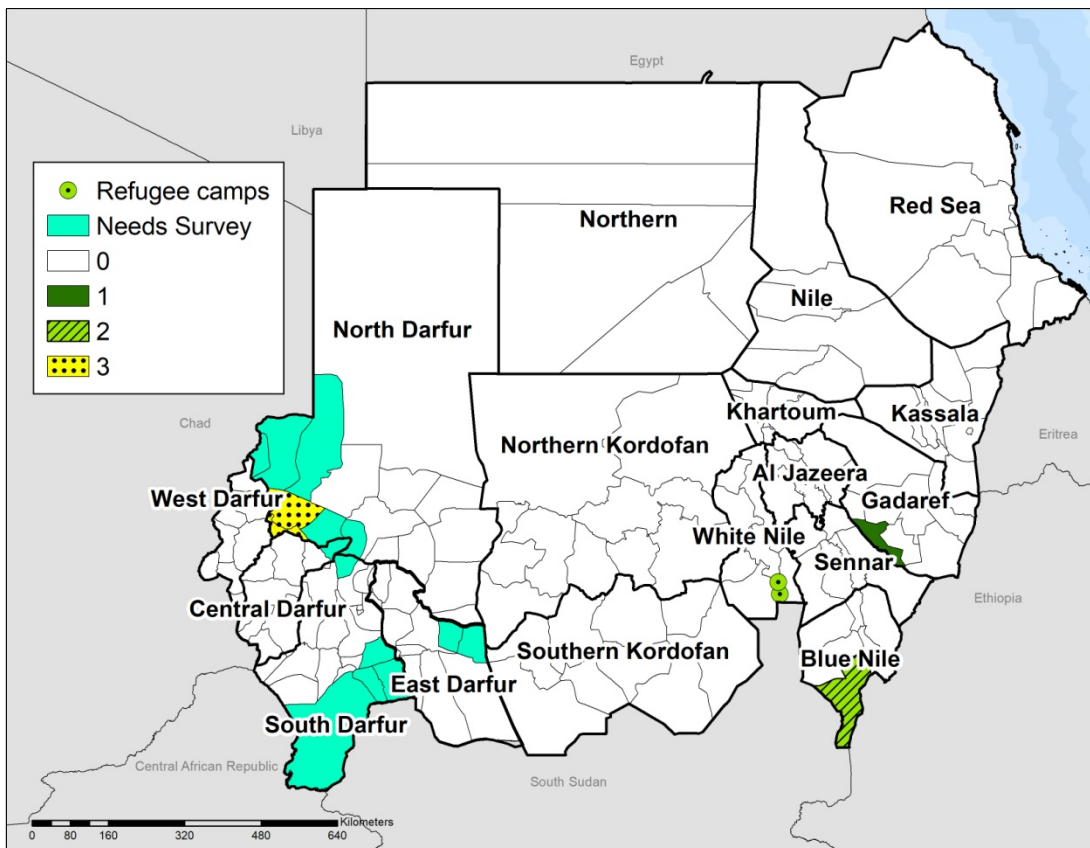 Egypt
Libya
Refugee camps
Needs Survey
0
1
2
3
Northern
Red Sea
Nile
North Darfur
Chad
Khartoum
Kassala
Northern Kordofan
Eritrea
Al Jazeera
West Darfur
Gadaref
White Nile
Sennar
Central Darfur
Ethiopia
Southern Kordofan
Blue Nile
East Darfur
South Darfur
Central African Republic
South Sudan
Kilometers
0 80 160 320 480 640